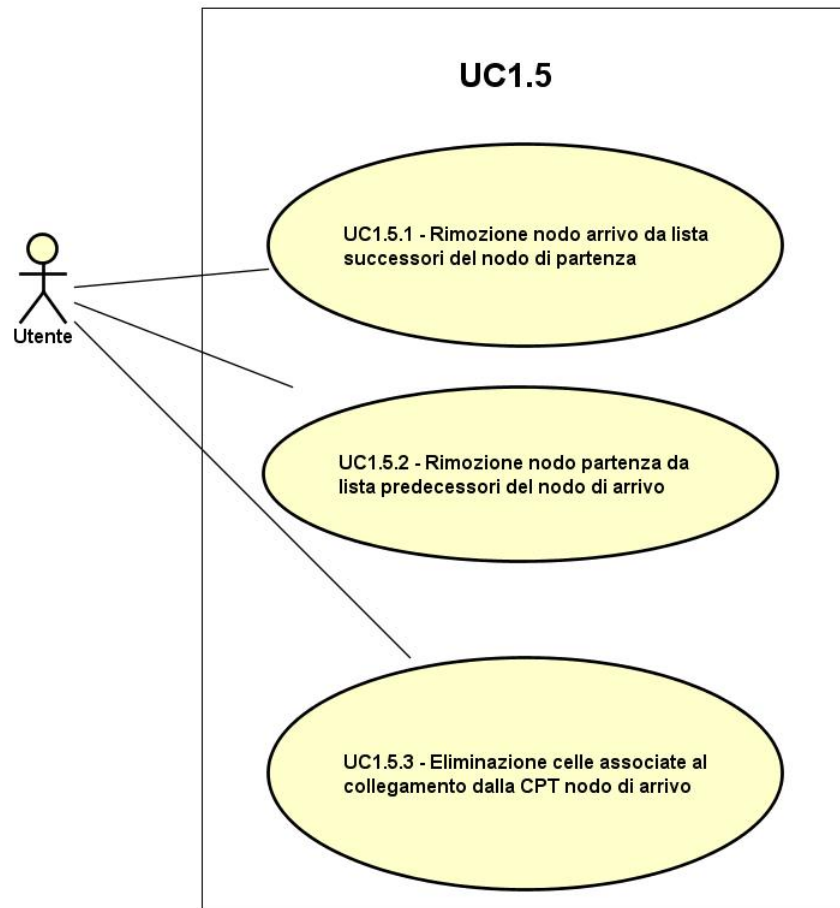 UC1.5
UC1.5.1 - Rimozione nodo arrivo da lista
successori del nodo di partenza
Utente
UC1.5.2 - Rimozione nodo partenza da
lista predecessori del nodo di arrivo
UC1.5.3 - Eliminazione celle associate al
collegamento dalla CPT nodo di arrivo